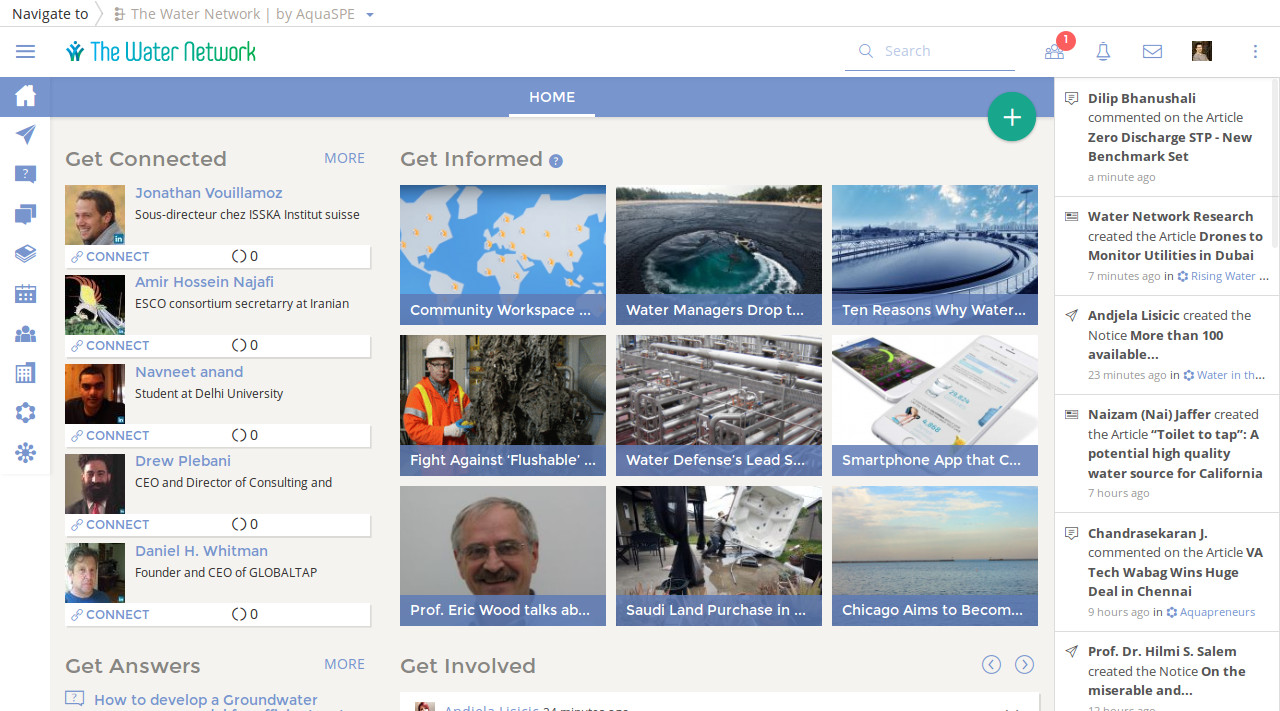 Navigate to
The Water Network | by AquaSPE
The Water Network
Search
1
HOME
Get Connected
MORE
Jonathan Vouillamoz
Sous-directeur chez ISSKA Institut suisse
CONNECT
0
Amir Hossein Najafi
ESCO consortium secretarry at Iranian
CONNECT
0
Navneet anand
Student at Delhi University
CONNECT
0
Drew Plebani
CEO and Director of Consulting and
CONNECT
0
Daniel H. Whitman
Founder and CEO of GLOBALTAP
CONNECT
0
Get Answers
MORE
How to develop a Groundwater
Get Informed ?
Community Workspace ...
Water Managers Drop t...
Ten Reasons Why Water...
Fight Against ‘Flushable’ ...
Water Defense’s Lead S...
Smartphone App that C...
Prof. Eric Wood talks ab...
Saudi Land Purchase in ...
Chicago Aims to Becom...
Get Involved
Andjela Lisicic 24 minutes ago
Dilip Bhanushali
commented on the Article
Zero Discharge STP - New
Benchmark Set
a minute ago
Water Network Research
created the Article Drones to
Monitor Utilities in Dubai
7 minutes ago in Rising Water ...
Andjela Lisicic created the
Notice More than 100
available...
23 minutes ago in Water in th...
Naizam (Nai) Jaffer created
the Article “Toilet to tap”: A
potential high quality
water source for California
7 hours ago
Chandrasekaran J.
commented on the Article VA
Tech Wabag Wins Huge
Deal in Chennai
9 hours ago in Aquapreneurs
Prof. Dr. Hilmi S. Salem
created the Notice On the
miserable and...
12 hours ago